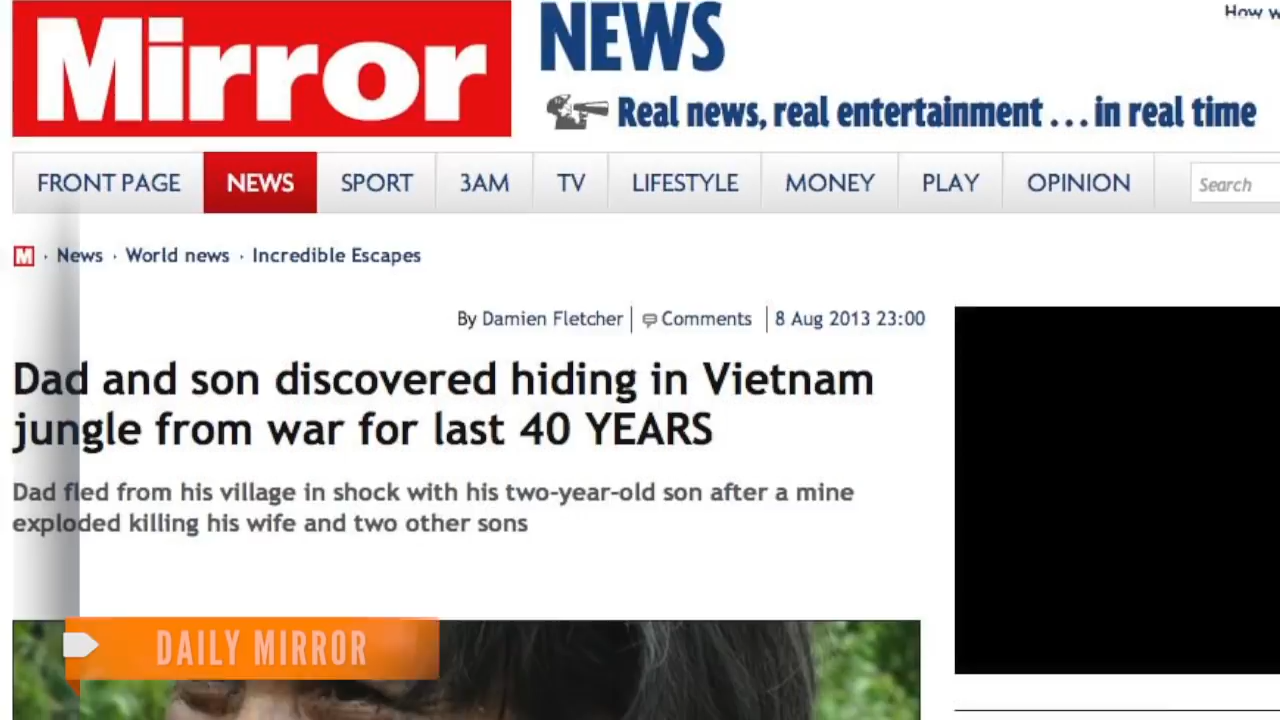 Mirror
NEWS
How w
Real news, real entertainment ... in real time
FRONT PAGE NEWS SPORT 3AM TV LIFESTYLE MONEY PLAY OPINION Search
M · News · World news · Incredible Escapes
By Damien Fletcher | Comments | 8 Aug 2013 23:00
Dad and son discovered hiding in Vietnam
jungle from war for last 40 YEARS
Dad fled from his village in shock with his two-year-old son after a mine
exploded killing his wife and two other sons
DAILY MIRROR